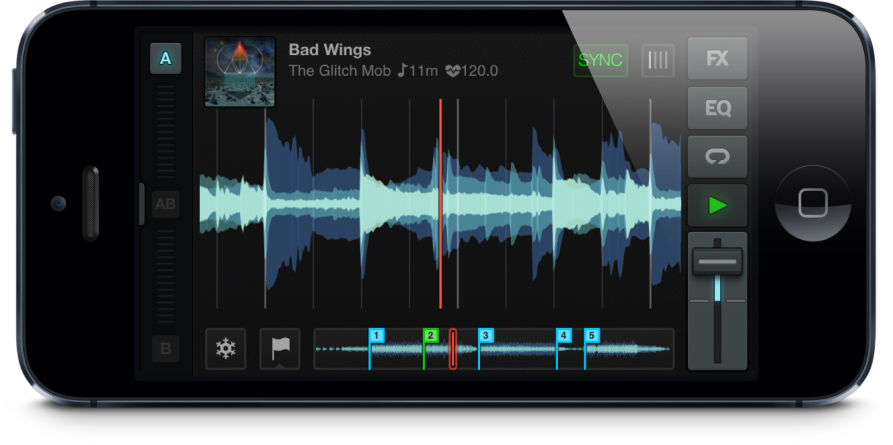 A
Bad Wings
The Glitch Mob ♪11m 120.0
SYNC
FX
EQ
AB
B
1
2
3
4
5